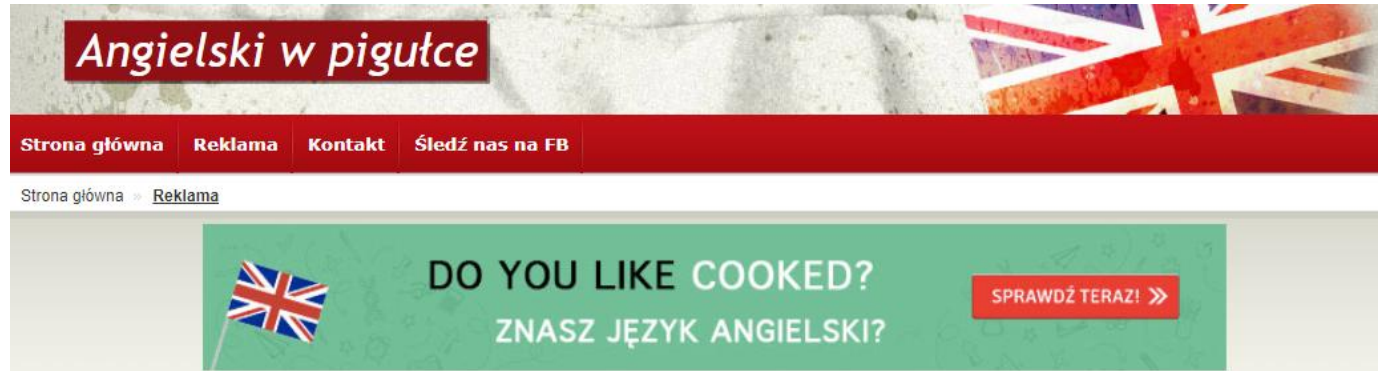 Angielski w pigułce
Strona główna Reklama Kontakt Śledź nas na FB
Strona główna » Reklama
DO YOU LIKE COOKED?
ZNASZ JĘZYK ANGIELSKI?
SPRAWDŹ TERAZ! »